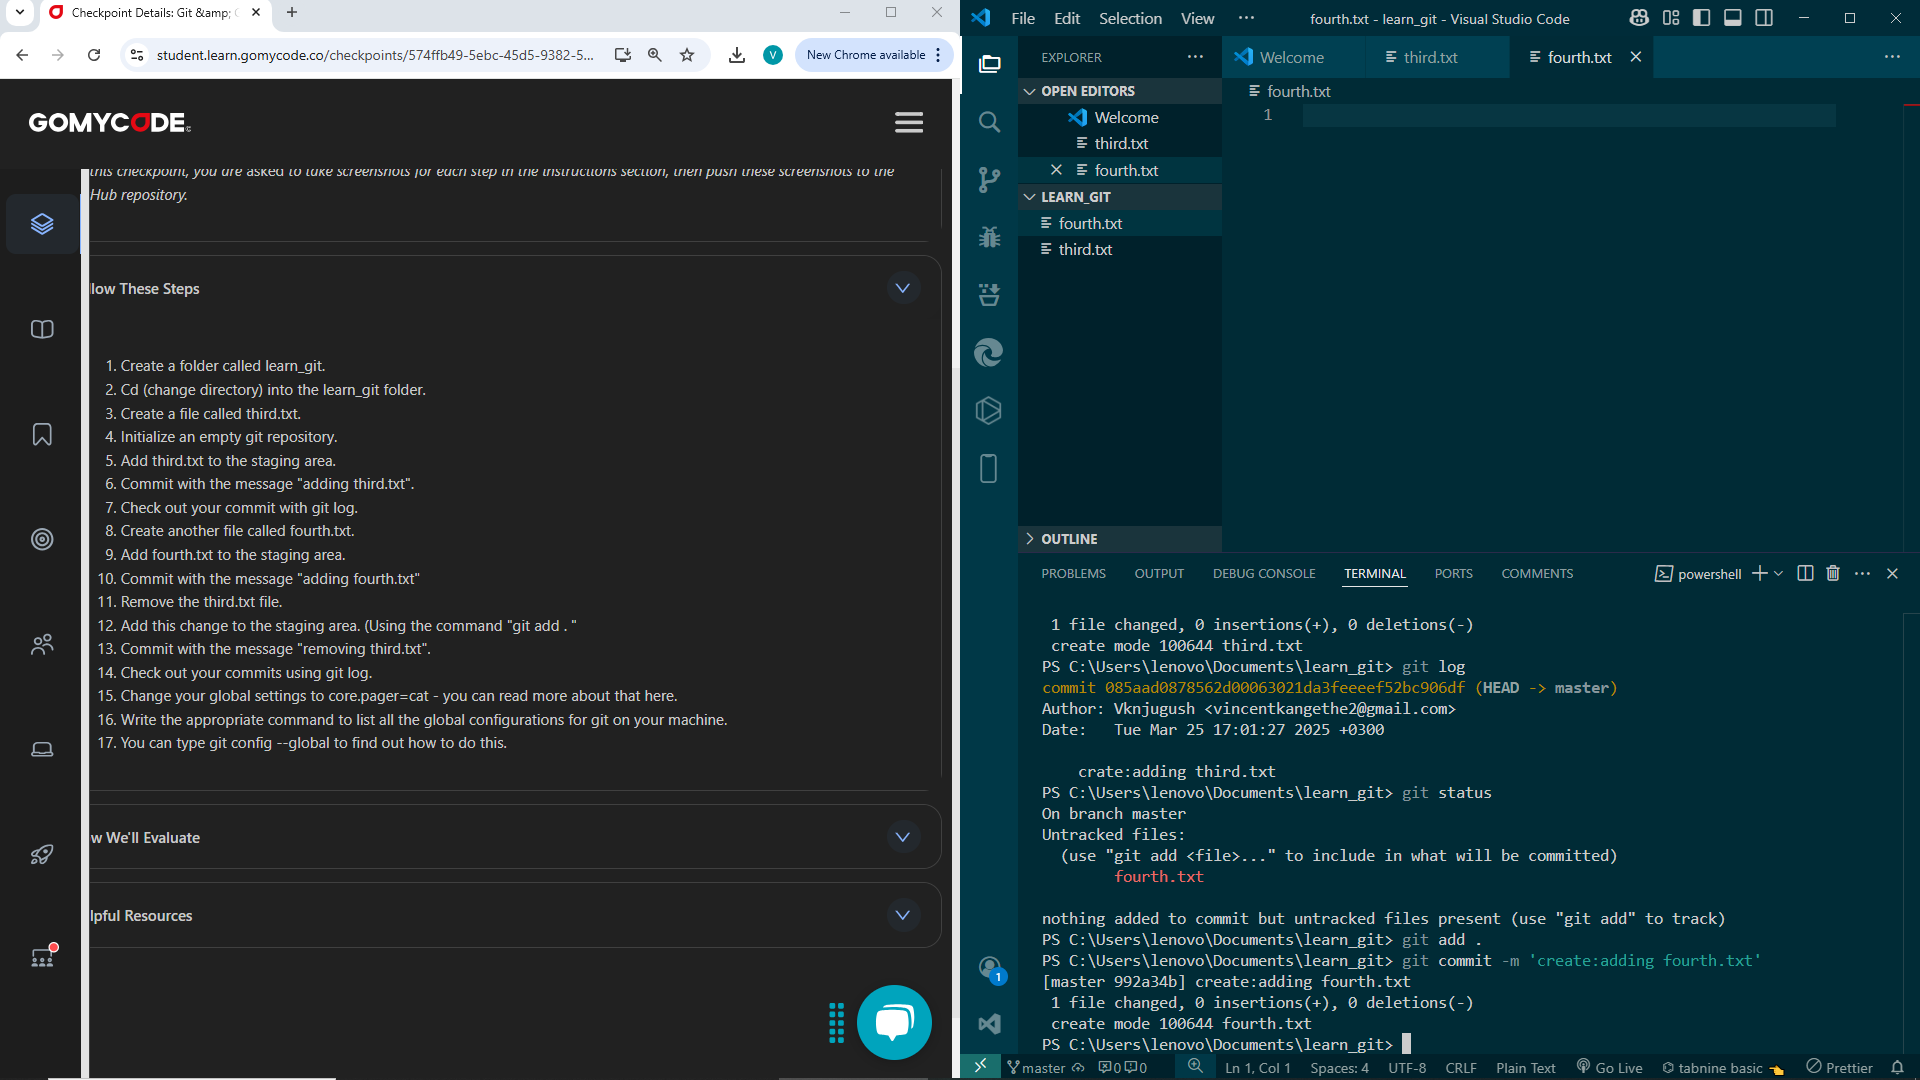 Checkpoint Details: Git &amp; 
student.learn.gomycode.co/checkpoints/574ffb49-5ebc-45d5-9382-5...
V
New Chrome available
GOMYCODE
this checkpoint, you are asked to take screenshots for each step in the instructions section, then push these screenshots to the
Hub repository.
low These Steps
1. Create a folder called learn_git.
2. Cd (change directory) into the learn_git folder.
3. Create a file called third.txt.
4. Initialize an empty git repository.
5. Add third.txt to the staging area.
6. Commit with the message "adding third.txt".
7. Check out your commit with git log.
8. Create another file called fourth.txt.
9. Add fourth.txt to the staging area.
10. Commit with the message "adding fourth.txt"
11. Remove the third.txt file.
12. Add this change to the staging area. (Using the command "git add . "
13. Commit with the message "removing third.txt".
14. Check out your commits using git log.
15. Change your global settings to core.pager=cat - you can read more about that here.
16. Write the appropriate command to list all the global configurations for git on your machine.
17. You can type git config --global to find out how to do this.
w We'll Evaluate
lpful Resources
File Edit Selection View ...
fourth.txt - learn_git - Visual Studio Code
EXPLORER
OPEN EDITORS
Welcome
third.txt
fourth.txt
LEARN_GIT
fourth.txt
third.txt
OUTLINE
Welcome third.txt fourth.txt
fourth.txt
1
PROBLEMS OUTPUT DEBUG CONSOLE TERMINAL PORTS COMMENTS
powershell
1 file changed, 0 insertions(+), 0 deletions(-)
create mode 100644 third.txt
PS C:\Users\lenovo\Documents\learn_git> git log
commit 085aad0878562d00063021da3feeeef52bc906df (HEAD -> master)
Author: Vknjugush <vincentkangethe2@gmail.com>
Date:   Tue Mar 25 17:01:27 2025 +0300
crate:adding third.txt
PS C:\Users\lenovo\Documents\learn_git> git status
On branch master
Untracked files:
(use "git add <file>..." to include in what will be committed)
fourth.txt
nothing added to commit but untracked files present (use "git add" to track)
PS C:\Users\lenovo\Documents\learn_git> git add .
PS C:\Users\lenovo\Documents\learn_git> git commit -m 'create:adding fourth.txt'
[master 992a34b] create:adding fourth.txt
1 file changed, 0 insertions(+), 0 deletions(-)
create mode 100644 fourth.txt
PS C:\Users\lenovo\Documents\learn_git>
1
master 0 0 Ln 1, Col 1 Spaces: 4 UTF-8 CRLF Plain Text Go Live tabnine basic Prettier